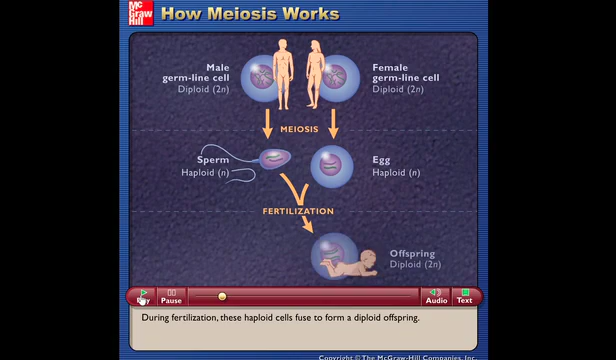 Mc
Graw
Hill
How Meiosis Works
Male
germ-line cell
Diploid (2n)
Female
germ-line cell
Diploid (2n)
MEIOSIS
Sperm
Haploid (n)
Egg
Haploid (n)
FERTILIZATION
Offspring
Diploid (2n)
Play
Pause
Audio
Text
During fertilization, these haploid cells fuse to form a diploid offspring.
Copyright © The McGraw-Hill Companies, Inc.